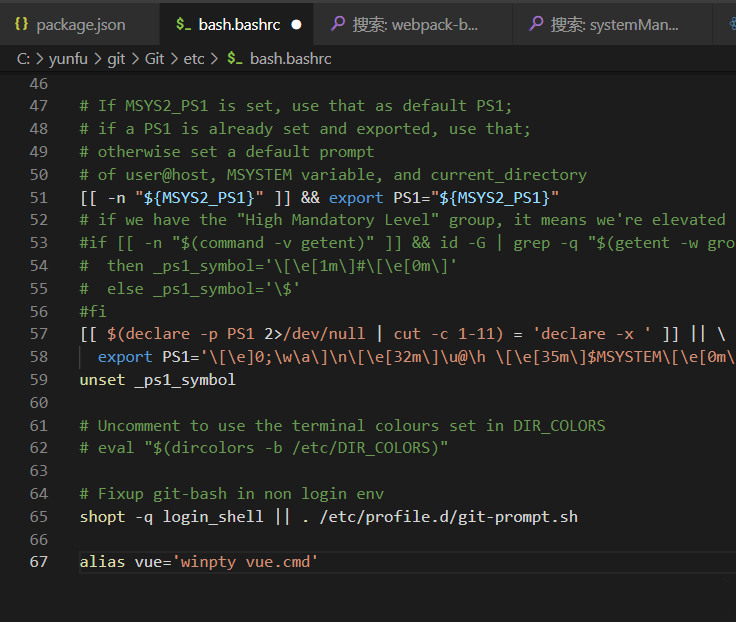 {} package.json $_ bash.bashrc ● 搜索: webpack-b... 搜索: systemMan...
C: > yunfu > git > Git > etc > $_ bash.bashrc
46
47 # If MSYS2_PS1 is set, use that as default PS1;
48 # if a PS1 is already set and exported, use that;
49 # otherwise set a default prompt
50 # of user@host, MSYSTEM variable, and current_directory
51 [[ -n "${MSYS2_PS1}" ]] && export PS1="${MSYS2_PS1}"
52 # if we have the "High Mandatory Level" group, it means we're elevated
53 #if [[ -n "$(command -v getent)" ]] && id -G | grep -q "$(getent -w gro
54 #  then _ps1_symbol='\[\e[1m\]#\[\e[0m\]'
55 #  else _ps1_symbol='\$'
56 #fi
57 [[ $(declare -p PS1 2>/dev/null | cut -c 1-11) = 'declare -x ' ]] || \
58   export PS1='\[\e]0;\w\a\]\n\[\e[32m\]\u@\h \[\e[35m\]$MSYSTEM\[\e[0m\
59 unset _ps1_symbol
60
61 # Uncomment to use the terminal colours set in DIR_COLORS
62 # eval "$(dircolors -b /etc/DIR_COLORS)"
63
64 # Fixup git-bash in non login env
65 shopt -q login_shell || . /etc/profile.d/git-prompt.sh
66
67 alias vue='winpty vue.cmd'